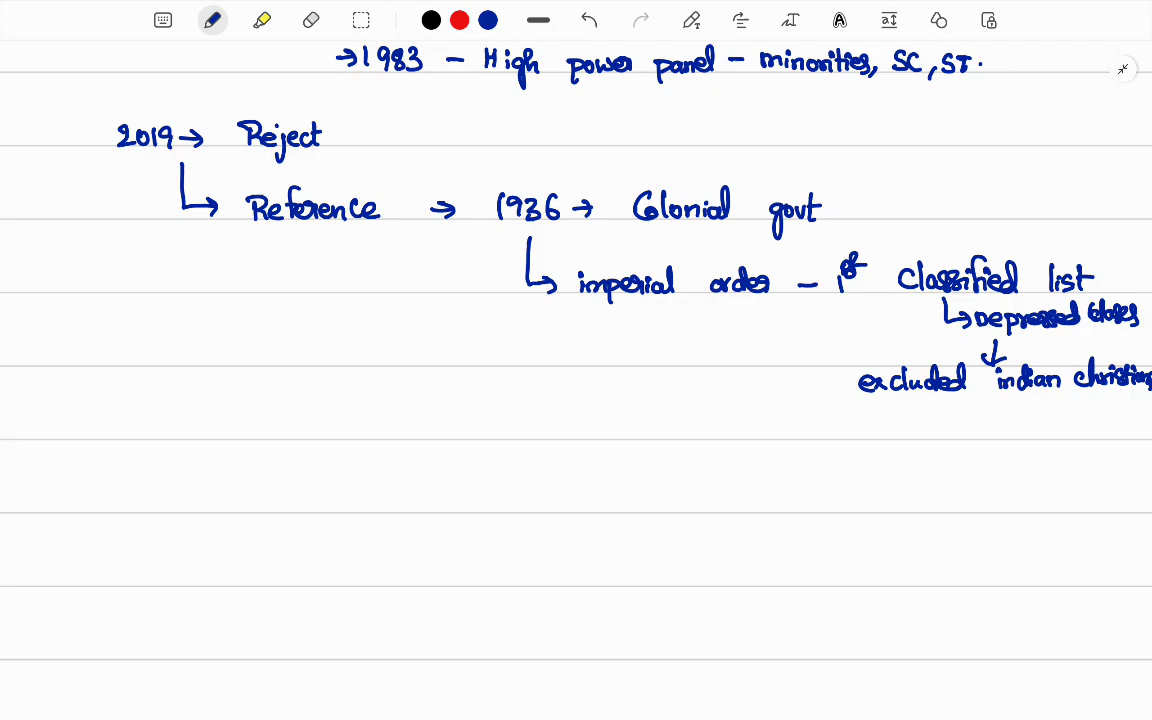 → 1983 – High power panel – minorities, SC, ST.
2019 → Reject
↳ Reference → 1936 → Colonial govt
↳ imperial order – 1st Classified list
↳ Depressed classes
↓
excluded indian christians